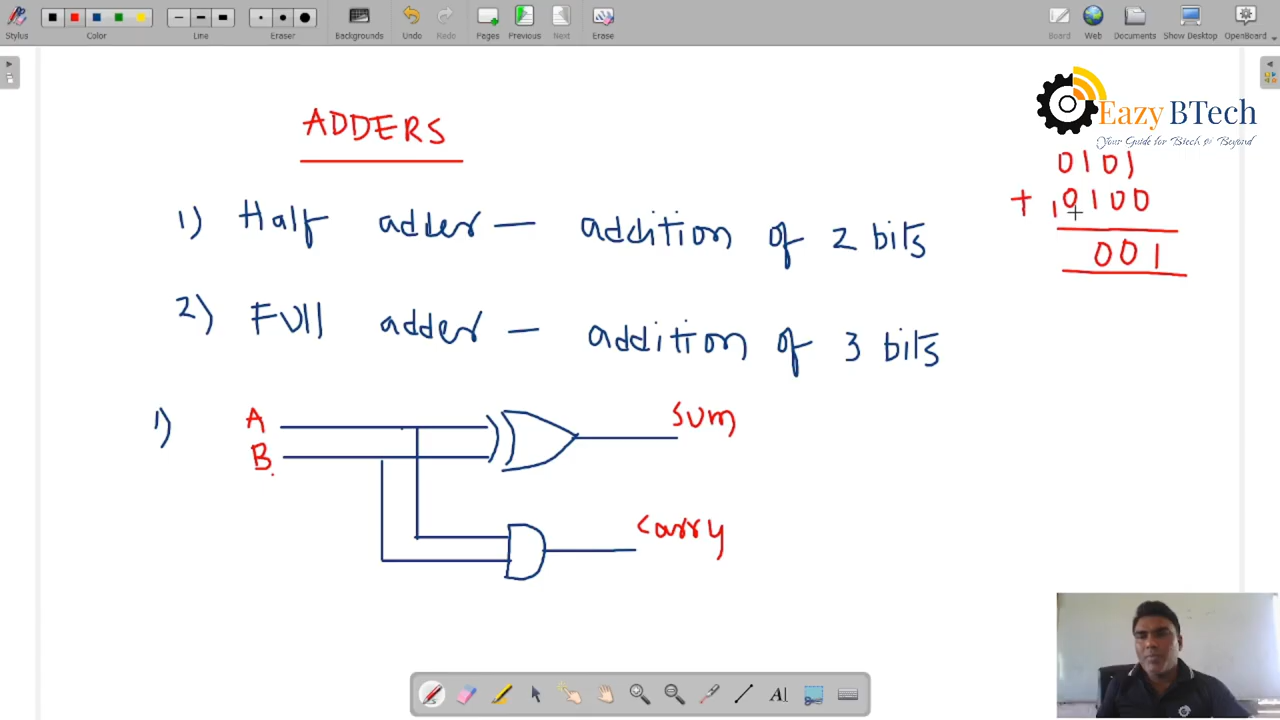 Stylus
Color
Line
Eraser
Backgrounds
Undo
Redo
Pages
Previous
Next
Erase
Board
Web
Documents
Show Desktop
OpenBoard
Eazy BTech
Your Guide for Btech & Beyond
ADDERS
0101
+ 10100
001
1) Half adder — addition of 2 bits
2) Full adder — addition of 3 bits
1)
A
B
Sum
Carry
AI